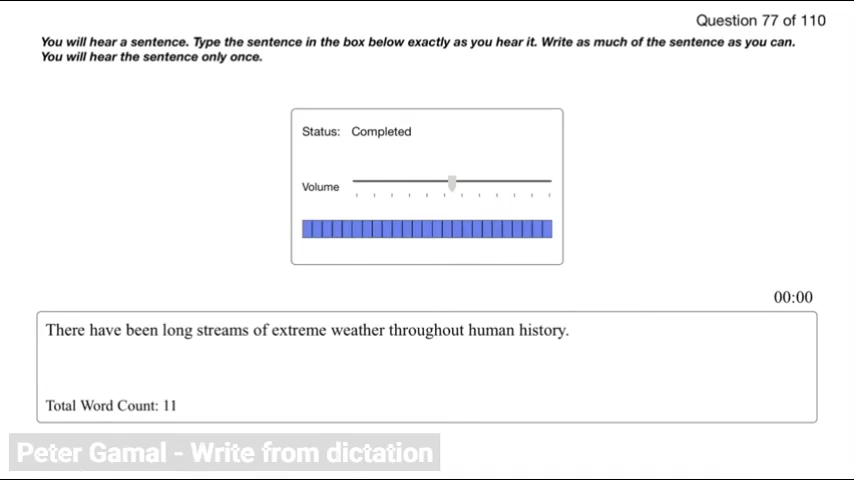 Question 77 of 110
You will hear a sentence. Type the sentence in the box below exactly as you hear it. Write as much of the sentence as you can.
You will hear the sentence only once.
Status: Completed
Volume
00:00
There have been long streams of extreme weather throughout human history.
Total Word Count: 11
Peter Gamal - Write from dictation